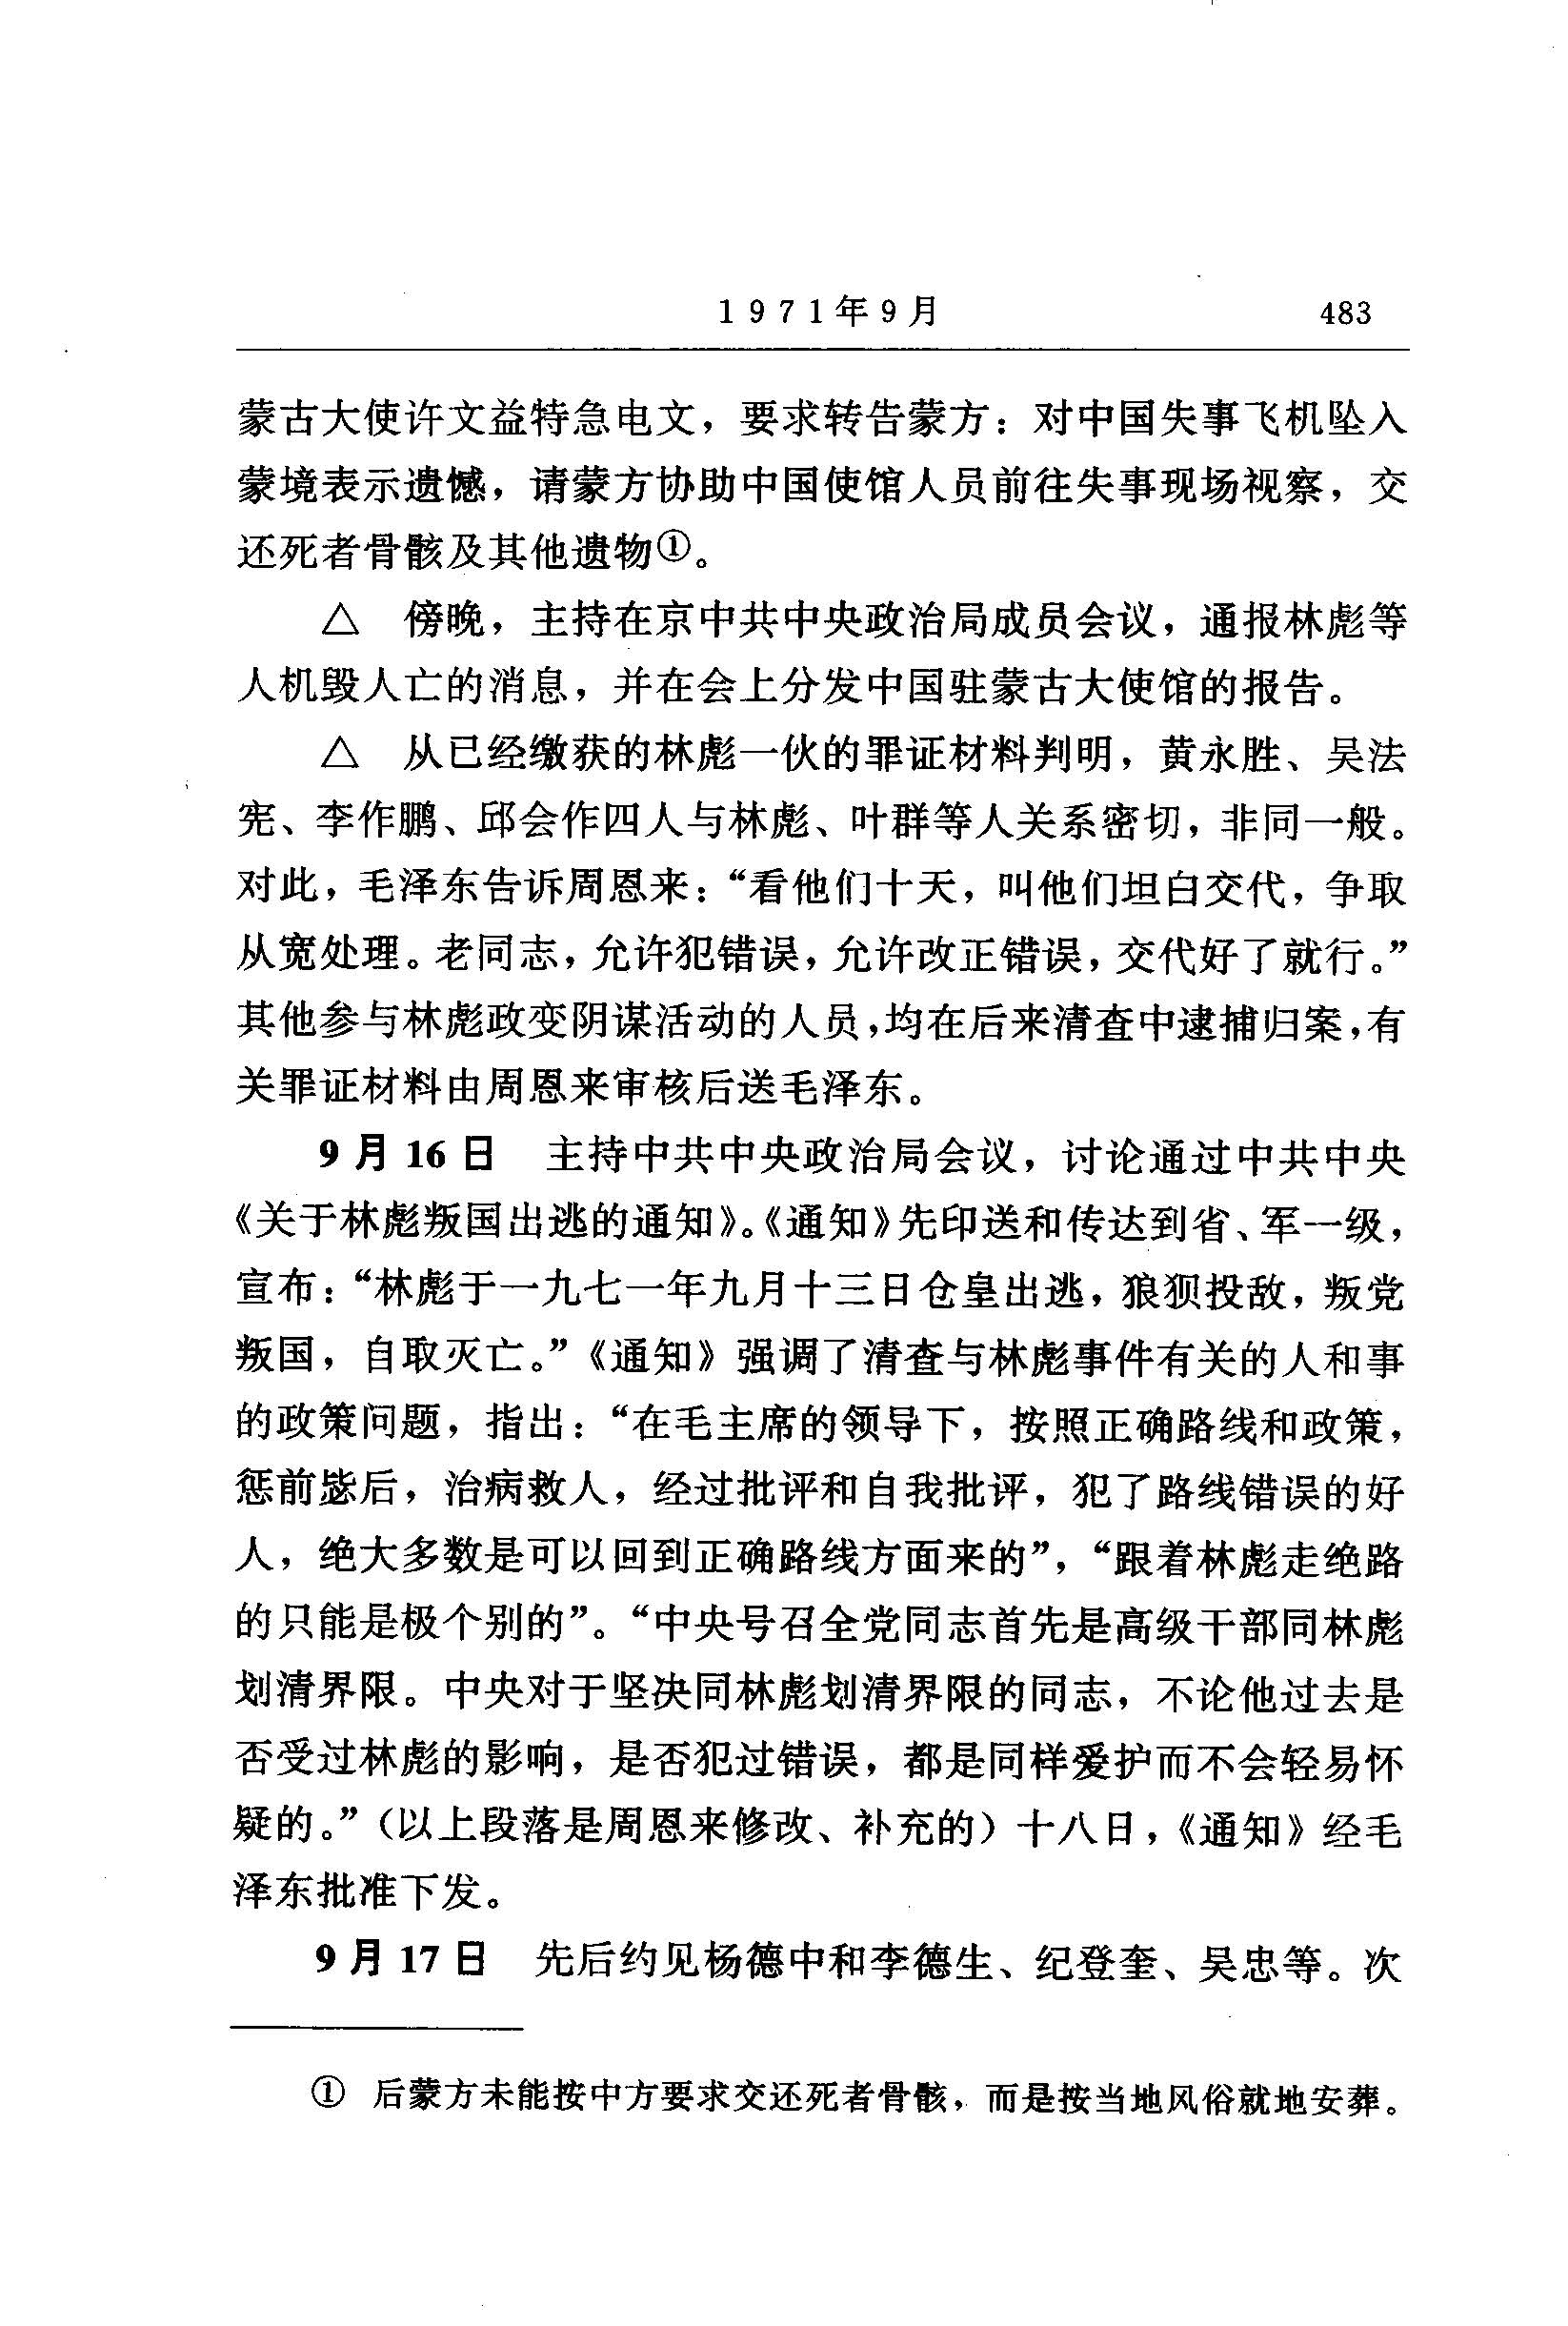 1971年9月 483
蒙古大使许文益特急电文，要求转告蒙方：对中国失事飞机坠入
蒙境表示遗憾，请蒙方协助中国使馆人员前往失事现场视察，交
还死者骨骸及其他遗物①。
△ 傍晚，主持在京中共中央政治局成员会议，通报林彪等
人机毁人亡的消息，并在会上分发中国驻蒙古大使馆的报告。
△ 从已经缴获的林彪一伙的罪证材料判明，黄永胜、吴法
宪、李作鹏、邱会作四人与林彪、叶群等人关系密切，非同一般。
对此，毛泽东告诉周恩来：“看他们十天，叫他们坦白交代，争取
从宽处理。老同志，允许犯错误，允许改正错误，交代好了就行。”
其他参与林彪政变阴谋活动的人员，均在后来清查中逮捕归案，有
关罪证材料由周恩来审核后送毛泽东。
9月16日 主持中共中央政治局会议，讨论通过中共中央
《关于林彪叛国出逃的通知》。《通知》先印送和传达到省、军一级，
宣布：“林彪于一九七一年九月十三日仓皇出逃，狼狈投敌，叛党
叛国，自取灭亡。”《通知》强调了清查与林彪事件有关的人和事
的政策问题，指出：“在毛主席的领导下，按照正确路线和政策，
惩前毖后，治病救人，经过批评和自我批评，犯了路线错误的好
人，绝大多数是可以回到正确路线方面来的”，“跟着林彪走绝路
的只能是极个别的”。“中央号召全党同志首先是高级干部同林彪
划清界限。中央对于坚决同林彪划清界限的同志，不论他过去是
否受过林彪的影响，是否犯过错误，都是同样爱护而不会轻易怀
疑的。”（以上段落是周恩来修改、补充的）十八日，《通知》经毛
泽东批准下发。
9月17日 先后约见杨德中和李德生、纪登奎、吴忠等。次
① 后蒙方未能按中方要求交还死者骨骸，而是按当地风俗就地安葬。